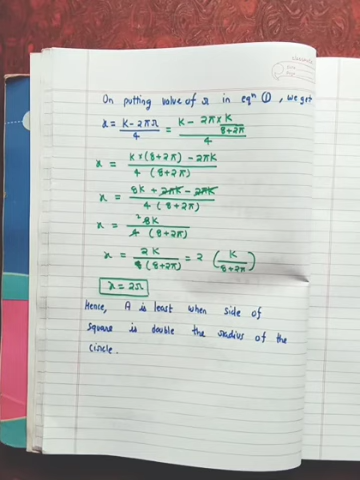 On putting value of r in eqⁿ ①, we get
x = K - 2πr / 4 = K - 2π × K / 8+2π / 4
x = K × (8+2π) - 2πK / 4 (8+2π)
x = 8K + 2πK - 2πK / 4 (8+2π)
x = ²8K / 4 (8+2π)
x = 2K / 8 (8+2π) = 2 (K / 8+2π)
x = 2r
Hence, A is least when side of
square is double the radius of the
circle.